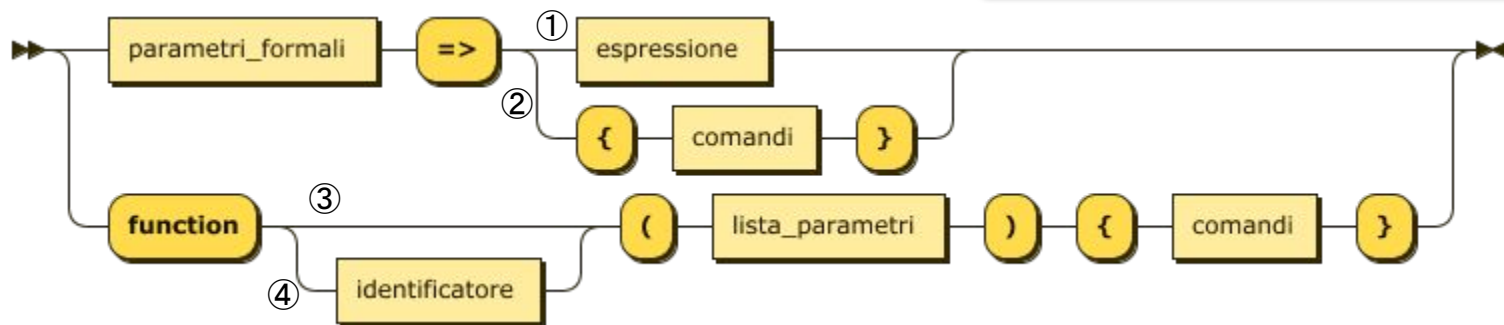 ① 
parametri_formali => espressione
② { comandi }
③
function ( lista_parametri ) { comandi }
④ identificatore